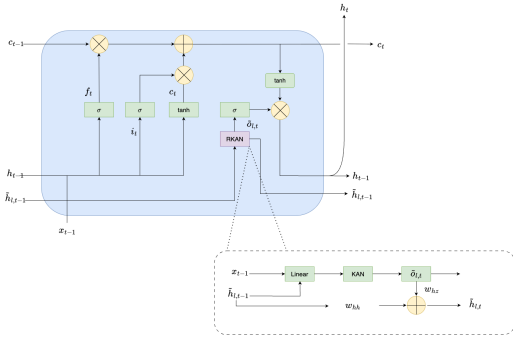 h_t
c_{t-1}
c_t
tanh
f_t
c_t
σ
σ
tanh
σ
i_t
õ_{l,t}
RKAN
h_{t-1}
h_{t-1}
h̃_{l,t-1}
h̃_{l,t-1}
x_{t-1}
x_{t-1}
Linear
KAN
õ_{l,t}
h̃_{l,t-1}
w_{hz}
w_{hh}
h̃_{l,t}